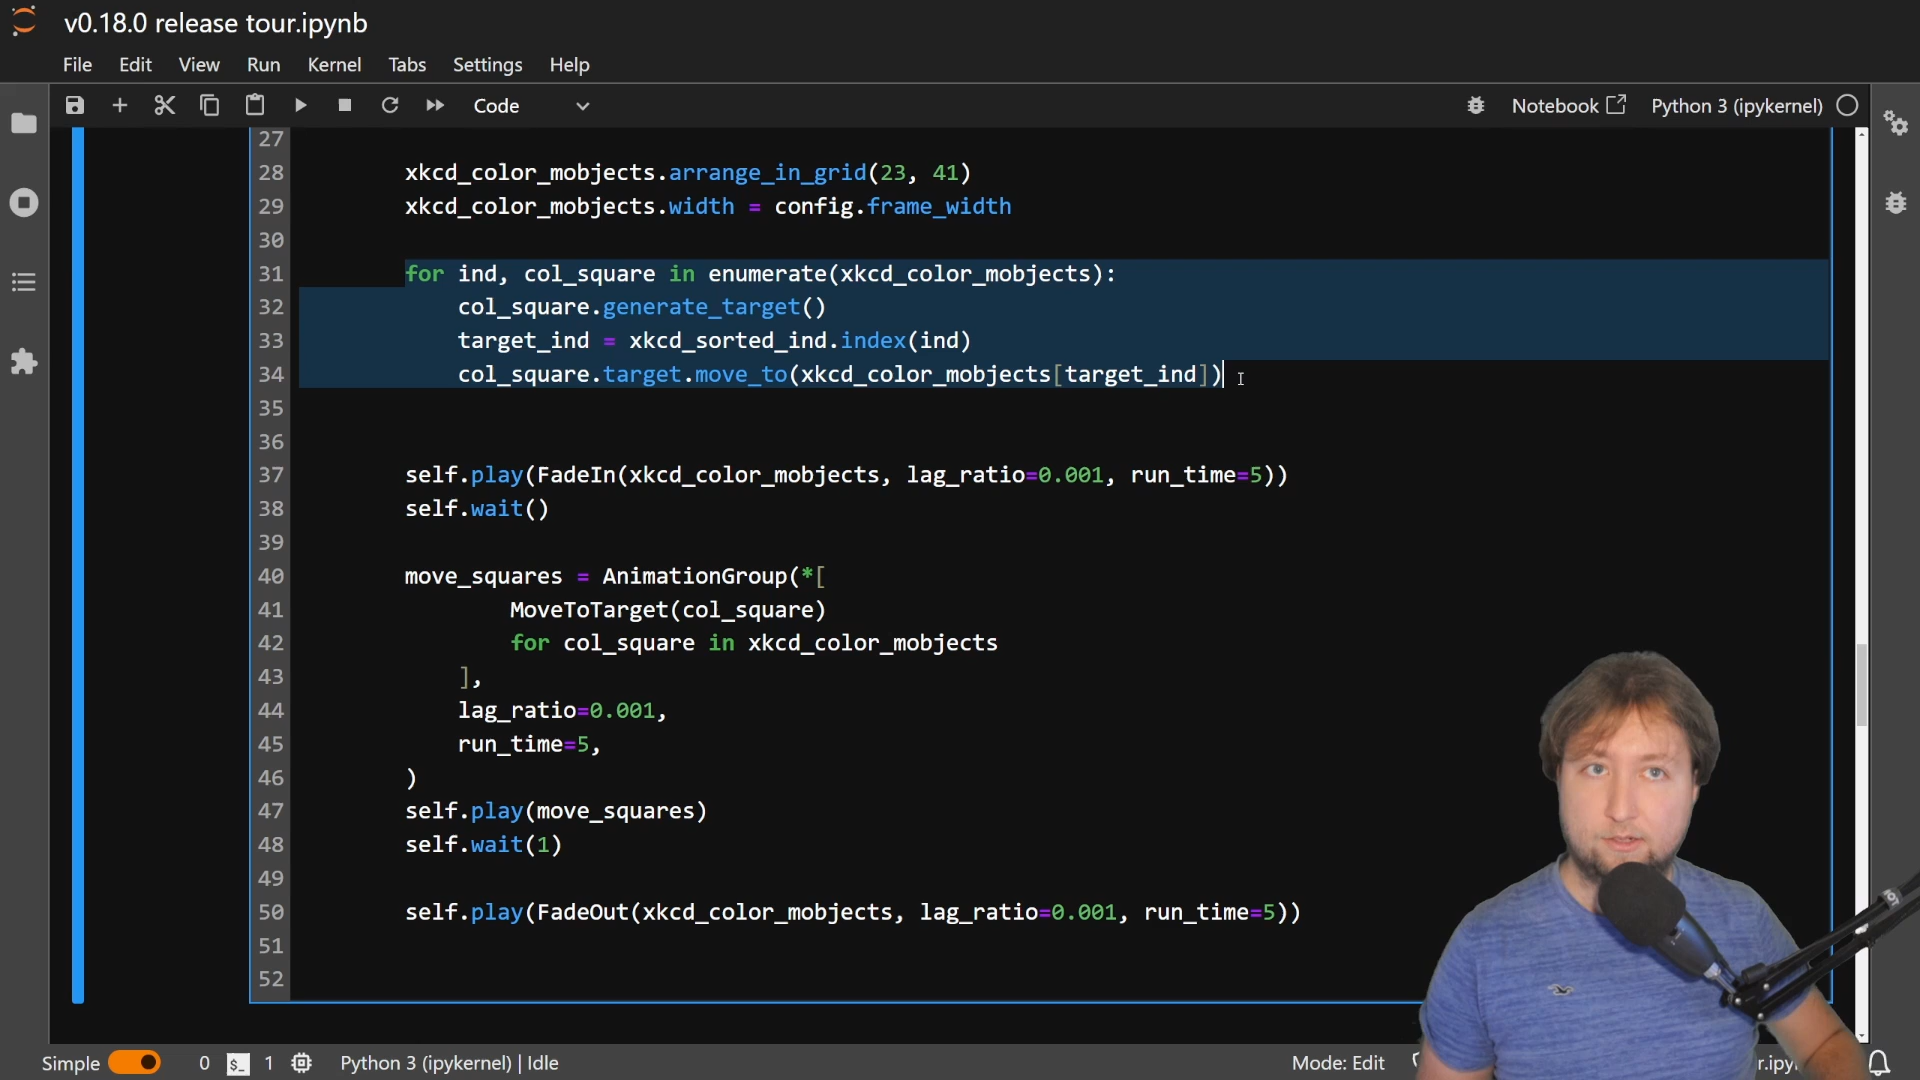 v0.18.0 release tour.ipynb
File Edit View Run Kernel Tabs Settings Help
Code Notebook Python 3 (ipykernel)
27
28 xkcd_color_mobjects.arrange_in_grid(23, 41)
29 xkcd_color_mobjects.width = config.frame_width
30
31 for ind, col_square in enumerate(xkcd_color_mobjects):
32 col_square.generate_target()
33 target_ind = xkcd_sorted_ind.index(ind)
34 col_square.target.move_to(xkcd_color_mobjects[target_ind])
35
36
37 self.play(FadeIn(xkcd_color_mobjects, lag_ratio=0.001, run_time=5))
38 self.wait()
39
40 move_squares = AnimationGroup(*[
41 MoveToTarget(col_square)
42 for col_square in xkcd_color_mobjects
43 ],
44 lag_ratio=0.001,
45 run_time=5,
46 )
47 self.play(move_squares)
48 self.wait(1)
49
50 self.play(FadeOut(xkcd_color_mobjects, lag_ratio=0.001, run_time=5))
51
52
Simple 0 $_ 1 Python 3 (ipykernel) | Idle Mode: Edit